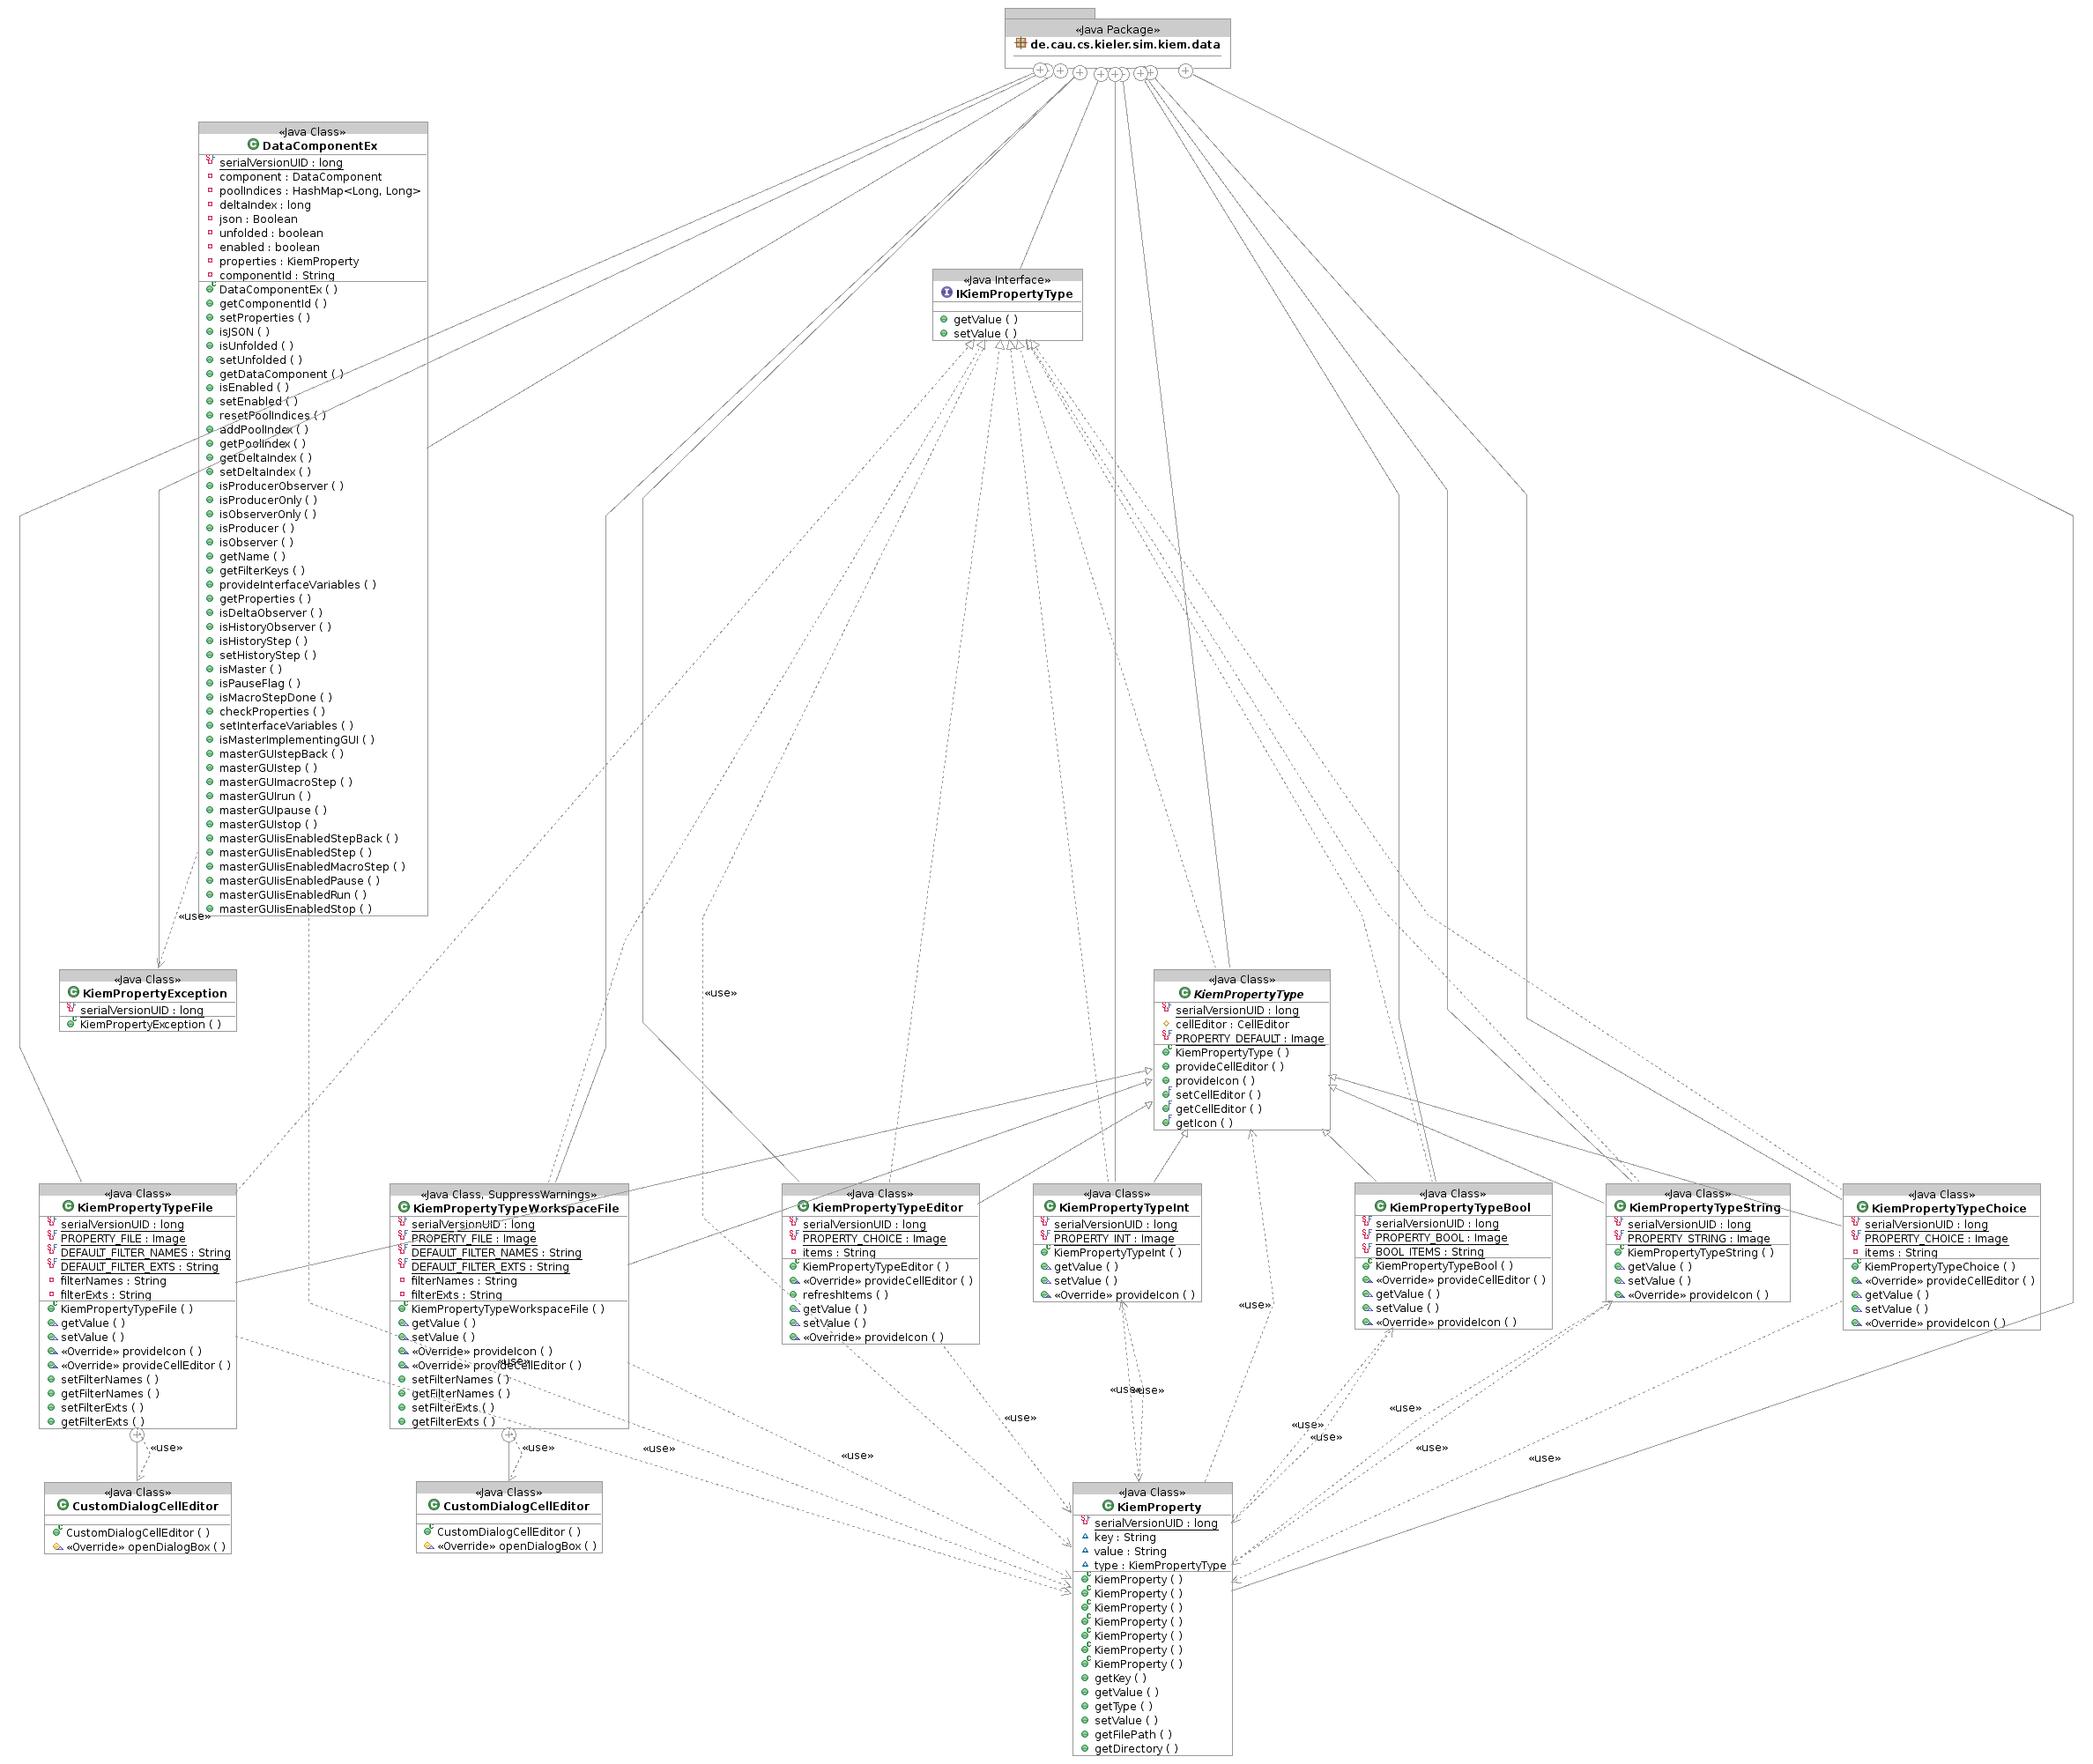 «Java Package»
de.cau.cs.kieler.sim.kiem.data
«Java Class»
DataComponentEx
serialVersionUID : long
component : DataComponent
poolIndices : HashMap<Long, Long>
deltaIndex : long
json : Boolean
unfolded : boolean
enabled : boolean
properties : KiemProperty
componentId : String
DataComponentEx ( )
getComponentId ( )
setProperties ( )
isJSON ( )
isUnfolded ( )
setUnfolded ( )
getDataComponent ( )
isEnabled ( )
setEnabled ( )
resetPoolIndices ( )
addPoolIndex ( )
getPoolIndex ( )
getDeltaIndex ( )
setDeltaIndex ( )
isProducerObserver ( )
isProducerOnly ( )
isObserverOnly ( )
isProducer ( )
isObserver ( )
getName ( )
getFilterKeys ( )
provideInterfaceVariables ( )
getProperties ( )
isDeltaObserver ( )
isHistoryObserver ( )
isHistoryStep ( )
setHistoryStep ( )
isMaster ( )
isPauseFlag ( )
isMacroStepDone ( )
checkProperties ( )
setInterfaceVariables ( )
isMasterImplementingGUI ( )
masterGUIstepBack ( )
masterGUIstep ( )
masterGUImacroStep ( )
masterGUIrun ( )
masterGUIpause ( )
masterGUIstop ( )
masterGUIisEnabledStepBack ( )
masterGUIisEnabledStep ( )
masterGUIisEnabledMacroStep ( )
masterGUIisEnabledPause ( )
masterGUIisEnabledRun ( )
masterGUIisEnabledStop ( )
«Java Interface»
IKiemPropertyType
getValue ( )
setValue ( )
«use»
«use»
«Java Class»
KiemPropertyException
serialVersionUID : long
KiemPropertyException ( )
«Java Class»
KiemPropertyType
serialVersionUID : long
cellEditor : CellEditor
PROPERTY_DEFAULT : Image
KiemPropertyType ( )
provideCellEditor ( )
provideIcon ( )
setCellEditor ( )
getCellEditor ( )
getIcon ( )
«Java Class»
KiemPropertyTypeFile
serialVersionUID : long
PROPERTY_FILE : Image
DEFAULT_FILTER_NAMES : String
DEFAULT_FILTER_EXTS : String
filterNames : String
filterExts : String
KiemPropertyTypeFile ( )
getValue ( )
setValue ( )
«Override» provideIcon ( )
«Override» provideCellEditor ( )
setFilterNames ( )
getFilterNames ( )
setFilterExts ( )
getFilterExts ( )
«Java Class, SuppressWarnings»
KiemPropertyTypeWorkspaceFile
serialVersionUID : long
PROPERTY_FILE : Image
DEFAULT_FILTER_NAMES : String
DEFAULT_FILTER_EXTS : String
filterNames : String
filterExts : String
KiemPropertyTypeWorkspaceFile ( )
getValue ( )
setValue ( )
«Override» provideIcon ( )
«Override» provideCellEditor ( )
setFilterNames ( )
getFilterNames ( )
setFilterExts ( )
getFilterExts ( )
«use»
«Java Class»
KiemPropertyTypeEditor
serialVersionUID : long
PROPERTY_CHOICE : Image
items : String
KiemPropertyTypeEditor ( )
«Override» provideCellEditor ( )
refreshItems ( )
getValue ( )
setValue ( )
«Override» provideIcon ( )
«Java Class»
KiemPropertyTypeInt
serialVersionUID : long
PROPERTY_INT : Image
KiemPropertyTypeInt ( )
getValue ( )
setValue ( )
«Override» provideIcon ( )
«use»
«Java Class»
KiemPropertyTypeBool
serialVersionUID : long
PROPERTY_BOOL : Image
BOOL_ITEMS : String
KiemPropertyTypeBool ( )
«Override» provideCellEditor ( )
getValue ( )
setValue ( )
«Override» provideIcon ( )
«Java Class»
KiemPropertyTypeString
serialVersionUID : long
PROPERTY_STRING : Image
KiemPropertyTypeString ( )
getValue ( )
setValue ( )
«Override» provideIcon ( )
«Java Class»
KiemPropertyTypeChoice
serialVersionUID : long
PROPERTY_CHOICE : Image
items : String
KiemPropertyTypeChoice ( )
«Override» provideCellEditor ( )
getValue ( )
setValue ( )
«Override» provideIcon ( )
«use»
«use»
«use»
«use»
«use»
«use»
«use»
«use»
«use»
«use»
«use»
«use»
«Java Class»
CustomDialogCellEditor
CustomDialogCellEditor ( )
«Override» openDialogBox ( )
«Java Class»
CustomDialogCellEditor
CustomDialogCellEditor ( )
«Override» openDialogBox ( )
«Java Class»
KiemProperty
serialVersionUID : long
key : String
value : String
type : KiemPropertyType
KiemProperty ( )
KiemProperty ( )
KiemProperty ( )
KiemProperty ( )
KiemProperty ( )
KiemProperty ( )
KiemProperty ( )
getKey ( )
getValue ( )
getType ( )
setValue ( )
getFilePath ( )
getDirectory ( )